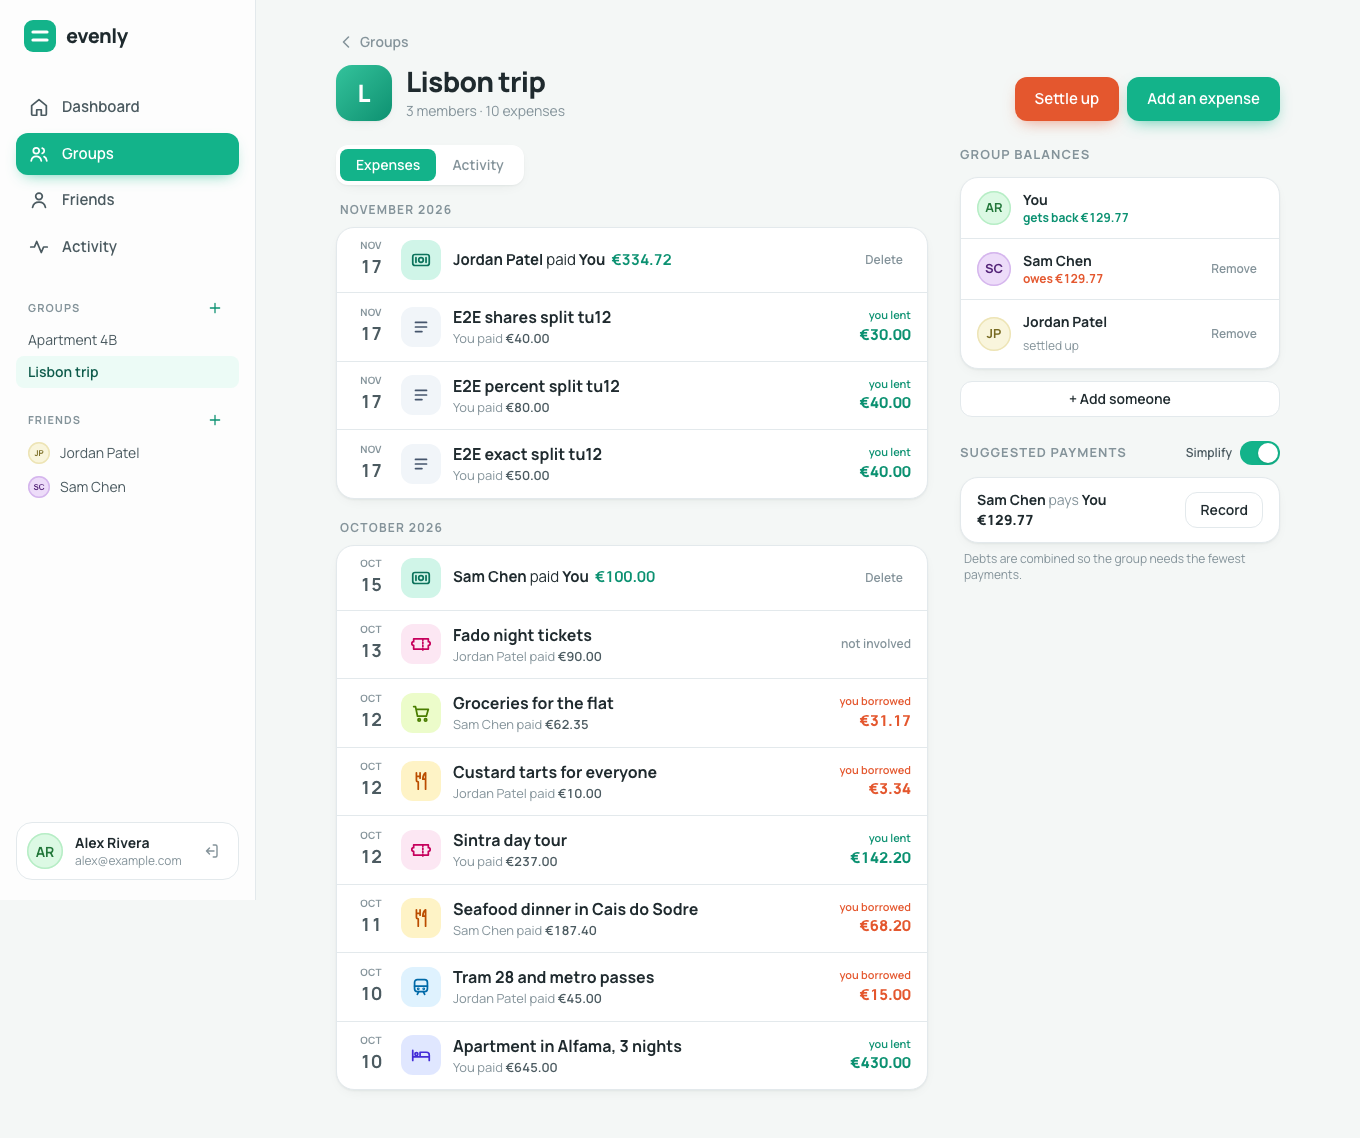 evenly
Dashboard
Groups
Friends
Activity
GROUPS
+
Apartment 4B
Lisbon trip
FRIENDS
+
JP Jordan Patel
SC Sam Chen
AR
Alex Rivera
alex@example.com
Groups
L
Lisbon trip
3 members · 10 expenses
Settle up
Add an expense
Expenses
Activity
NOVEMBER 2026
NOV
17
Jordan Patel paid You €334.72
Delete
NOV
17
E2E shares split tu12
You paid €40.00
you lent
€30.00
NOV
17
E2E percent split tu12
You paid €80.00
you lent
€40.00
NOV
17
E2E exact split tu12
You paid €50.00
you lent
€40.00
OCTOBER 2026
OCT
15
Sam Chen paid You €100.00
Delete
OCT
13
Fado night tickets
Jordan Patel paid €90.00
not involved
OCT
12
Groceries for the flat
Sam Chen paid €62.35
you borrowed
€31.17
OCT
12
Custard tarts for everyone
Jordan Patel paid €10.00
you borrowed
€3.34
OCT
12
Sintra day tour
You paid €237.00
you lent
€142.20
OCT
11
Seafood dinner in Cais do Sodre
Sam Chen paid €187.40
you borrowed
€68.20
OCT
10
Tram 28 and metro passes
Jordan Patel paid €45.00
you borrowed
€15.00
OCT
10
Apartment in Alfama, 3 nights
You paid €645.00
you lent
€430.00
GROUP BALANCES
AR
You
gets back €129.77
SC
Sam Chen
owes €129.77
Remove
JP
Jordan Patel
settled up
Remove
+ Add someone
SUGGESTED PAYMENTS
Simplify
Sam Chen pays You
€129.77
Record
Debts are combined so the group needs the fewest
payments.